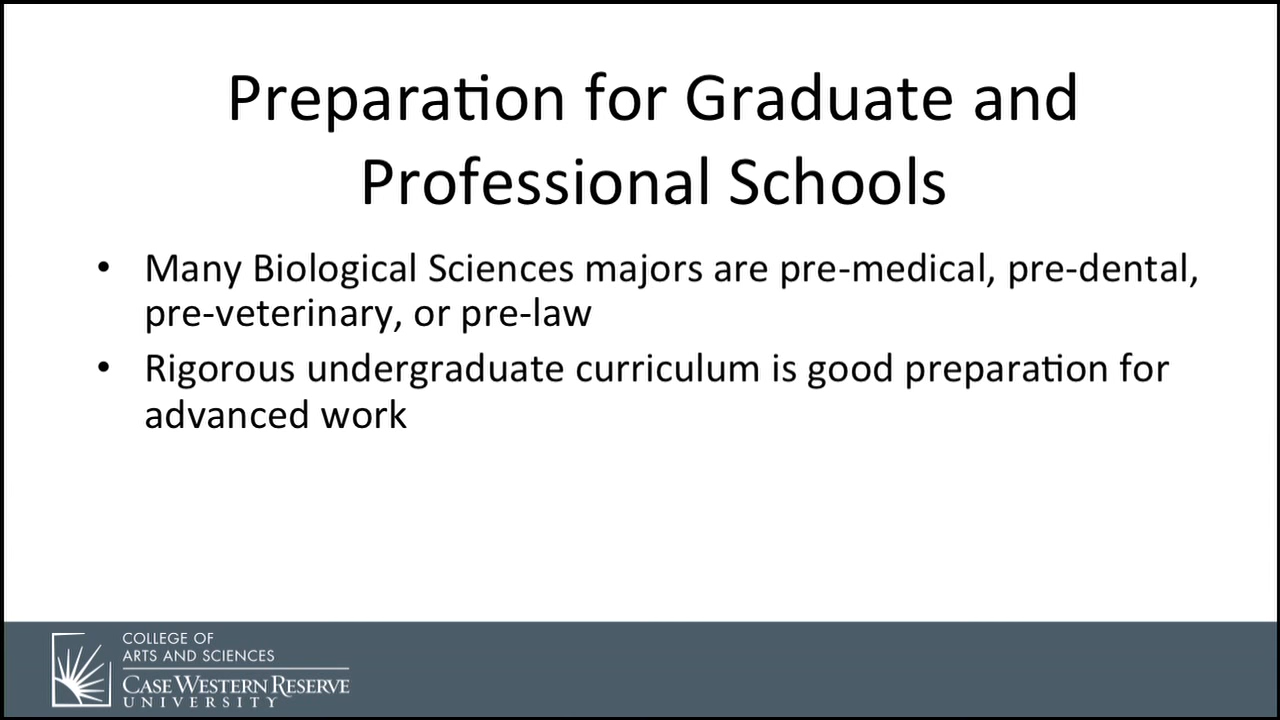 Preparation for Graduate and
Professional Schools
• Many Biological Sciences majors are pre-medical, pre-dental,
pre-veterinary, or pre-law
• Rigorous undergraduate curriculum is good preparation for
advanced work
COLLEGE OF
ARTS AND SCIENCES
CASE WESTERN RESERVE
UNIVERSITY